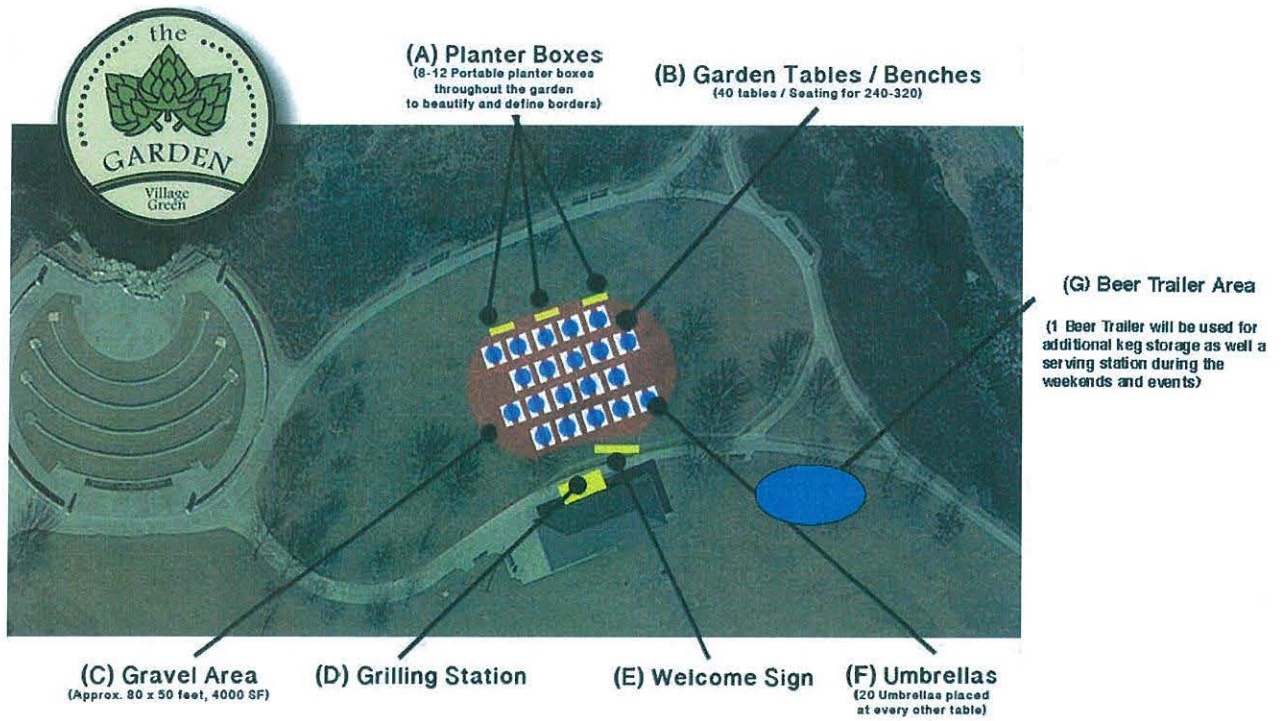 the
GARDEN
Village
Green
(A) Planter Boxes
(8-12 Portable planter boxes
throughout the garden
to beautify and define borders)
(B) Garden Tables / Benches
(40 tables / Seating for 240-320)
(G) Beer Trailer Area
(1 Beer Trailer will be used for
additional keg storage as well a
serving station during the
weekends and events)
(C) Gravel Area
(Approx. 80 x 50 feet, 4000 SF)
(D) Grilling Station
(E) Welcome Sign
(F) Umbrellas
(20 Umbrellas placed
at every other table)